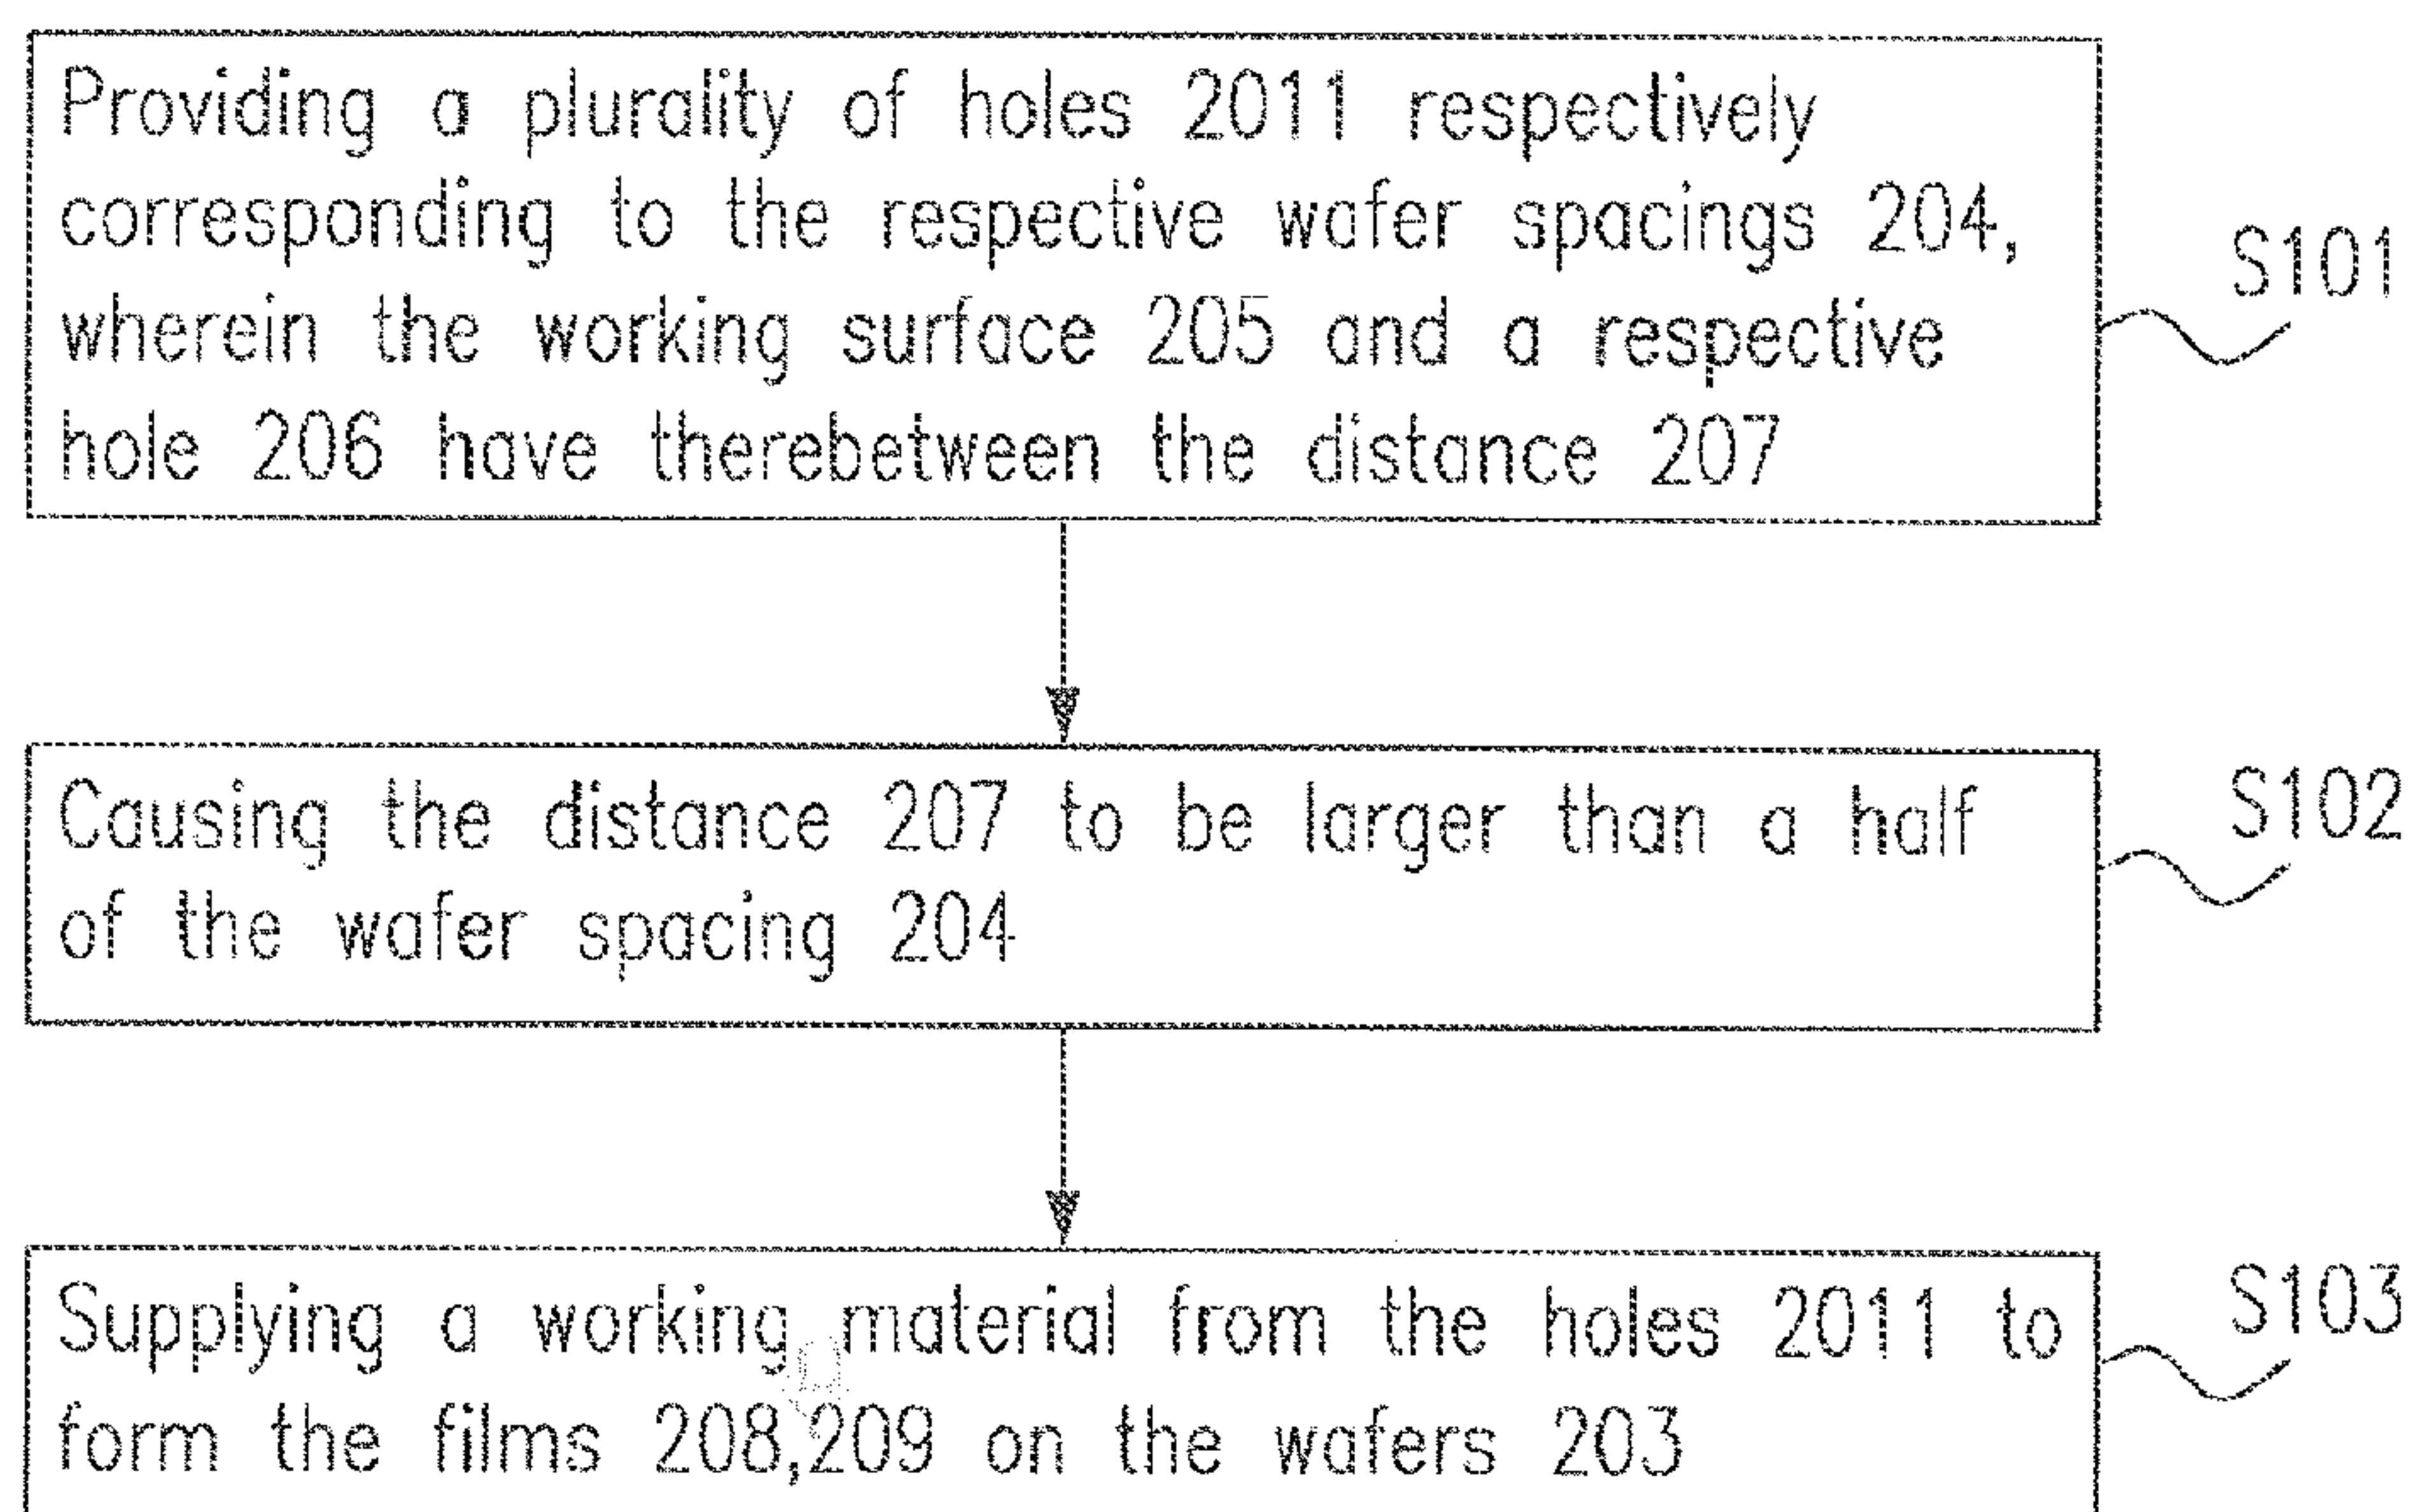 Providing a plurality of holes 2011 respectively
corresponding to the respective wafer spacings 204,
wherein the working surface 205 and a respective
hole 206 have therebetween the distance 207
S101
Causing the distance 207 to be larger than a half
of the wafer spacing 204
S102
Supplying a working material from the holes 2011 to
form the films 208,209 on the wafers 203
S103